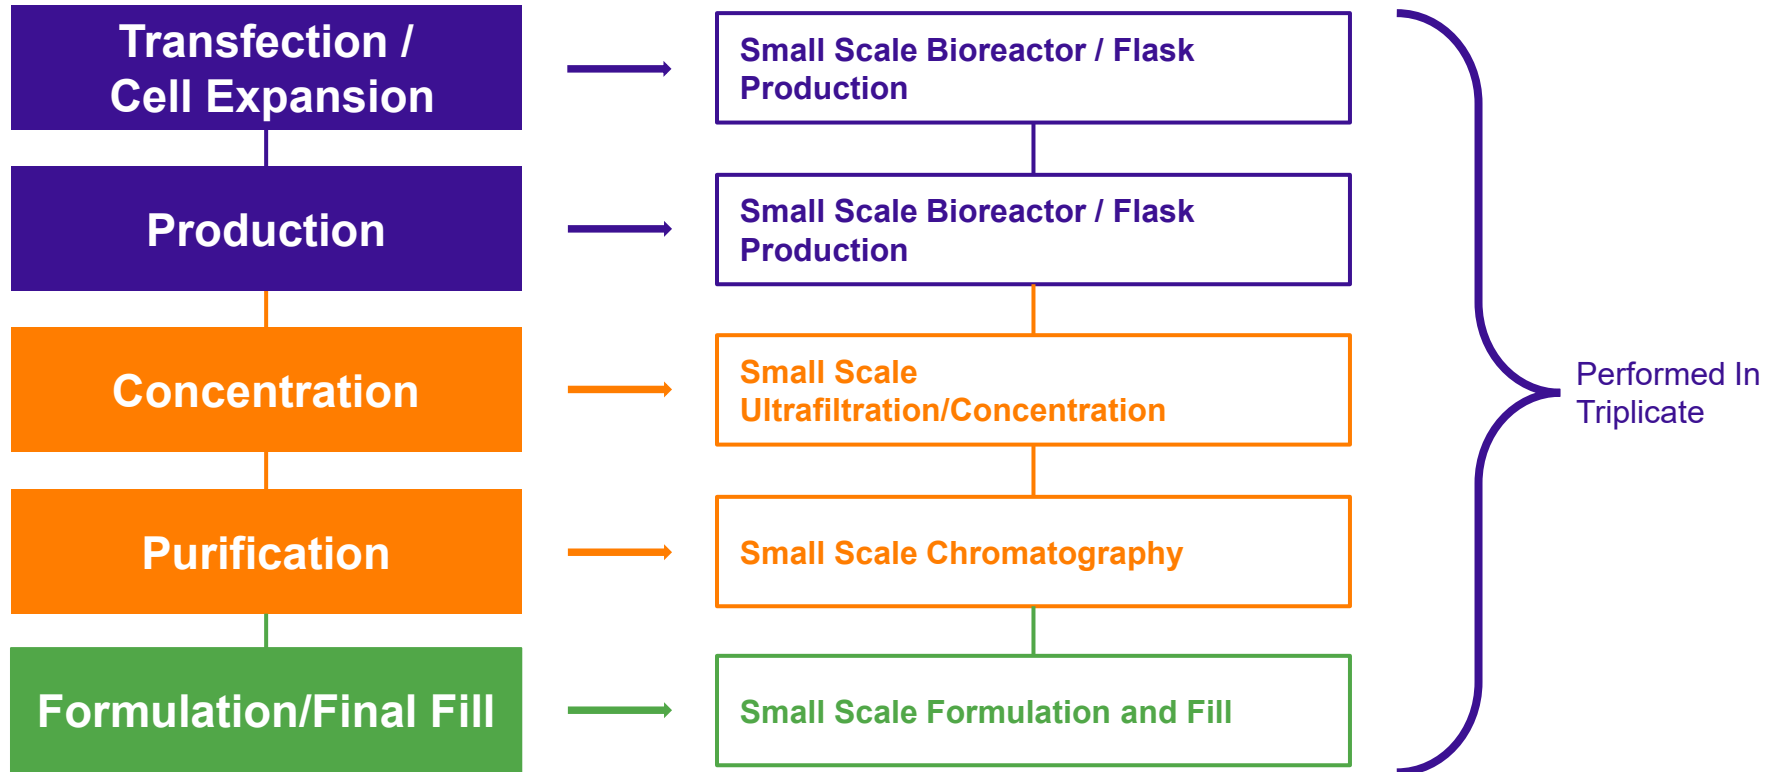 Transfection /
Cell Expansion
Small Scale Bioreactor / Flask
Production
Production
Small Scale Bioreactor / Flask
Production
Concentration
Small Scale
Ultrafiltration/Concentration
Performed In
Triplicate
Purification
Small Scale Chromatography
Formulation/Final Fill
Small Scale Formulation and Fill